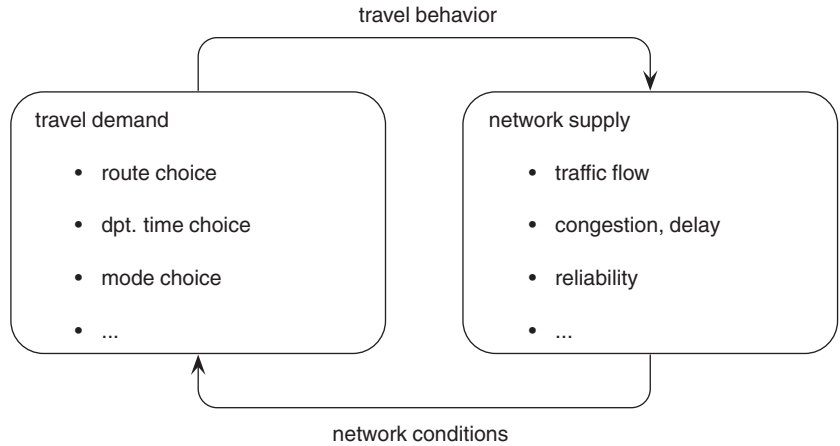 travel behavior
travel demand
• route choice
• dpt. time choice
• mode choice
• ...
network supply
• traffic flow
• congestion, delay
• reliability
• ...
network conditions